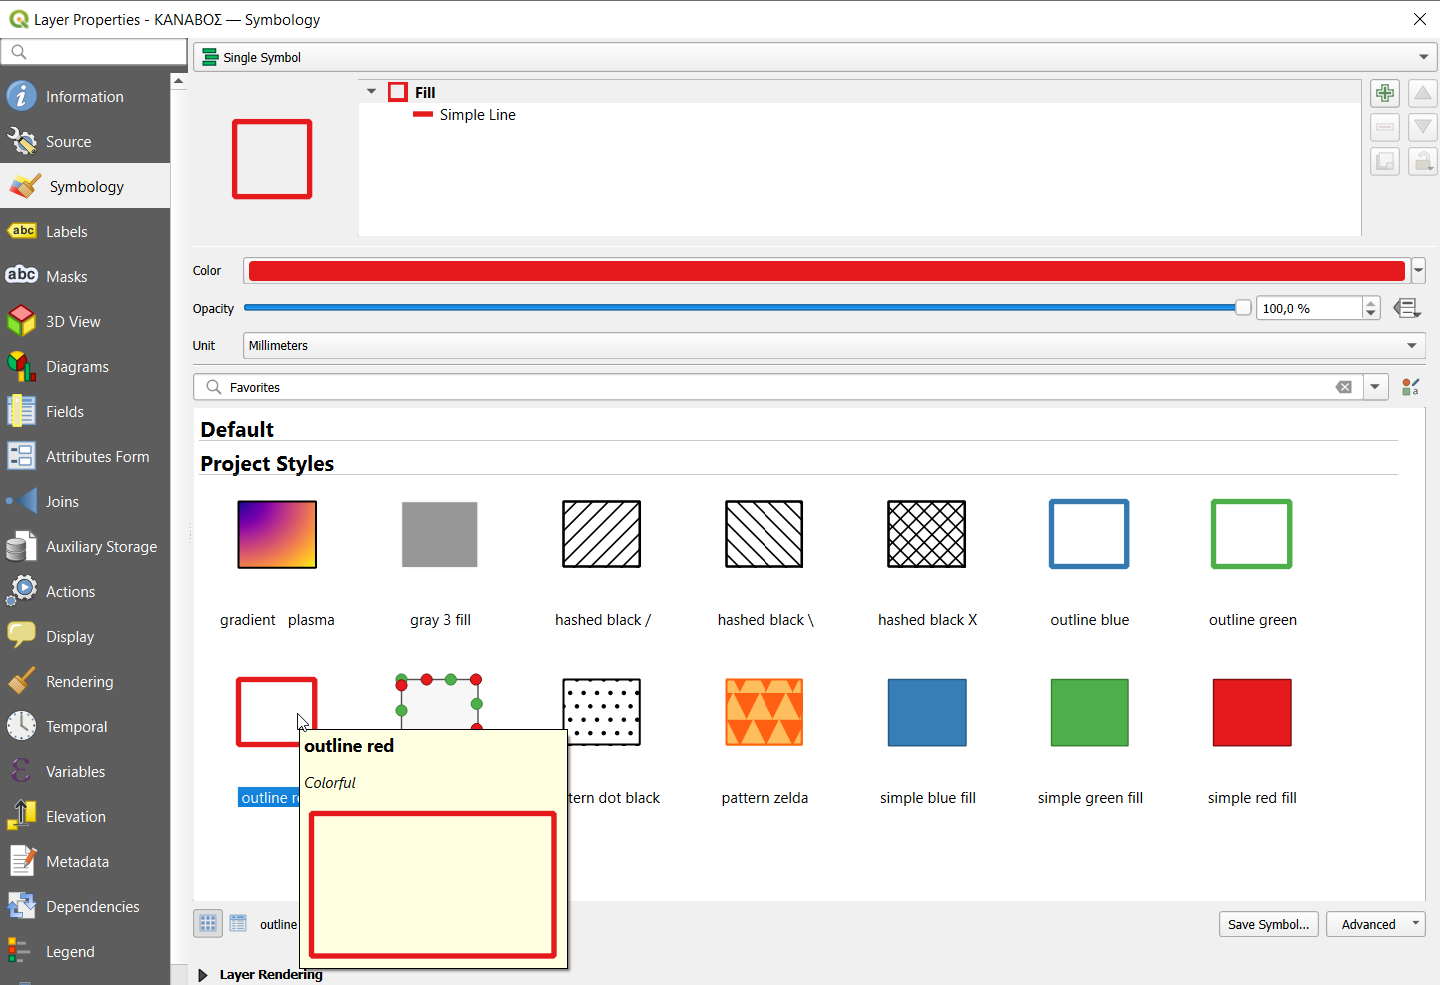 Layer Properties - ΚΑΝΑΒΟΣ — Symbology
Single Symbol
Information
Source
Symbology
Labels
Masks
3D View
Diagrams
Fields
Attributes Form
Joins
Auxiliary Storage
Actions
Display
Rendering
Temporal
Variables
Elevation
Metadata
Dependencies
Legend
abc
abc
Fill
Simple Line
Color
Opacity
100,0 %
Unit
Millimeters
Favorites
a
Default
Project Styles
gradient plasma
gray 3 fill
hashed black /
hashed black \
hashed black X
outline blue
outline green
outline r
tern dot black
pattern zelda
simple blue fill
simple green fill
simple red fill
outline red
Colorful
outline
Save Symbol...
Advanced
Layer Rendering